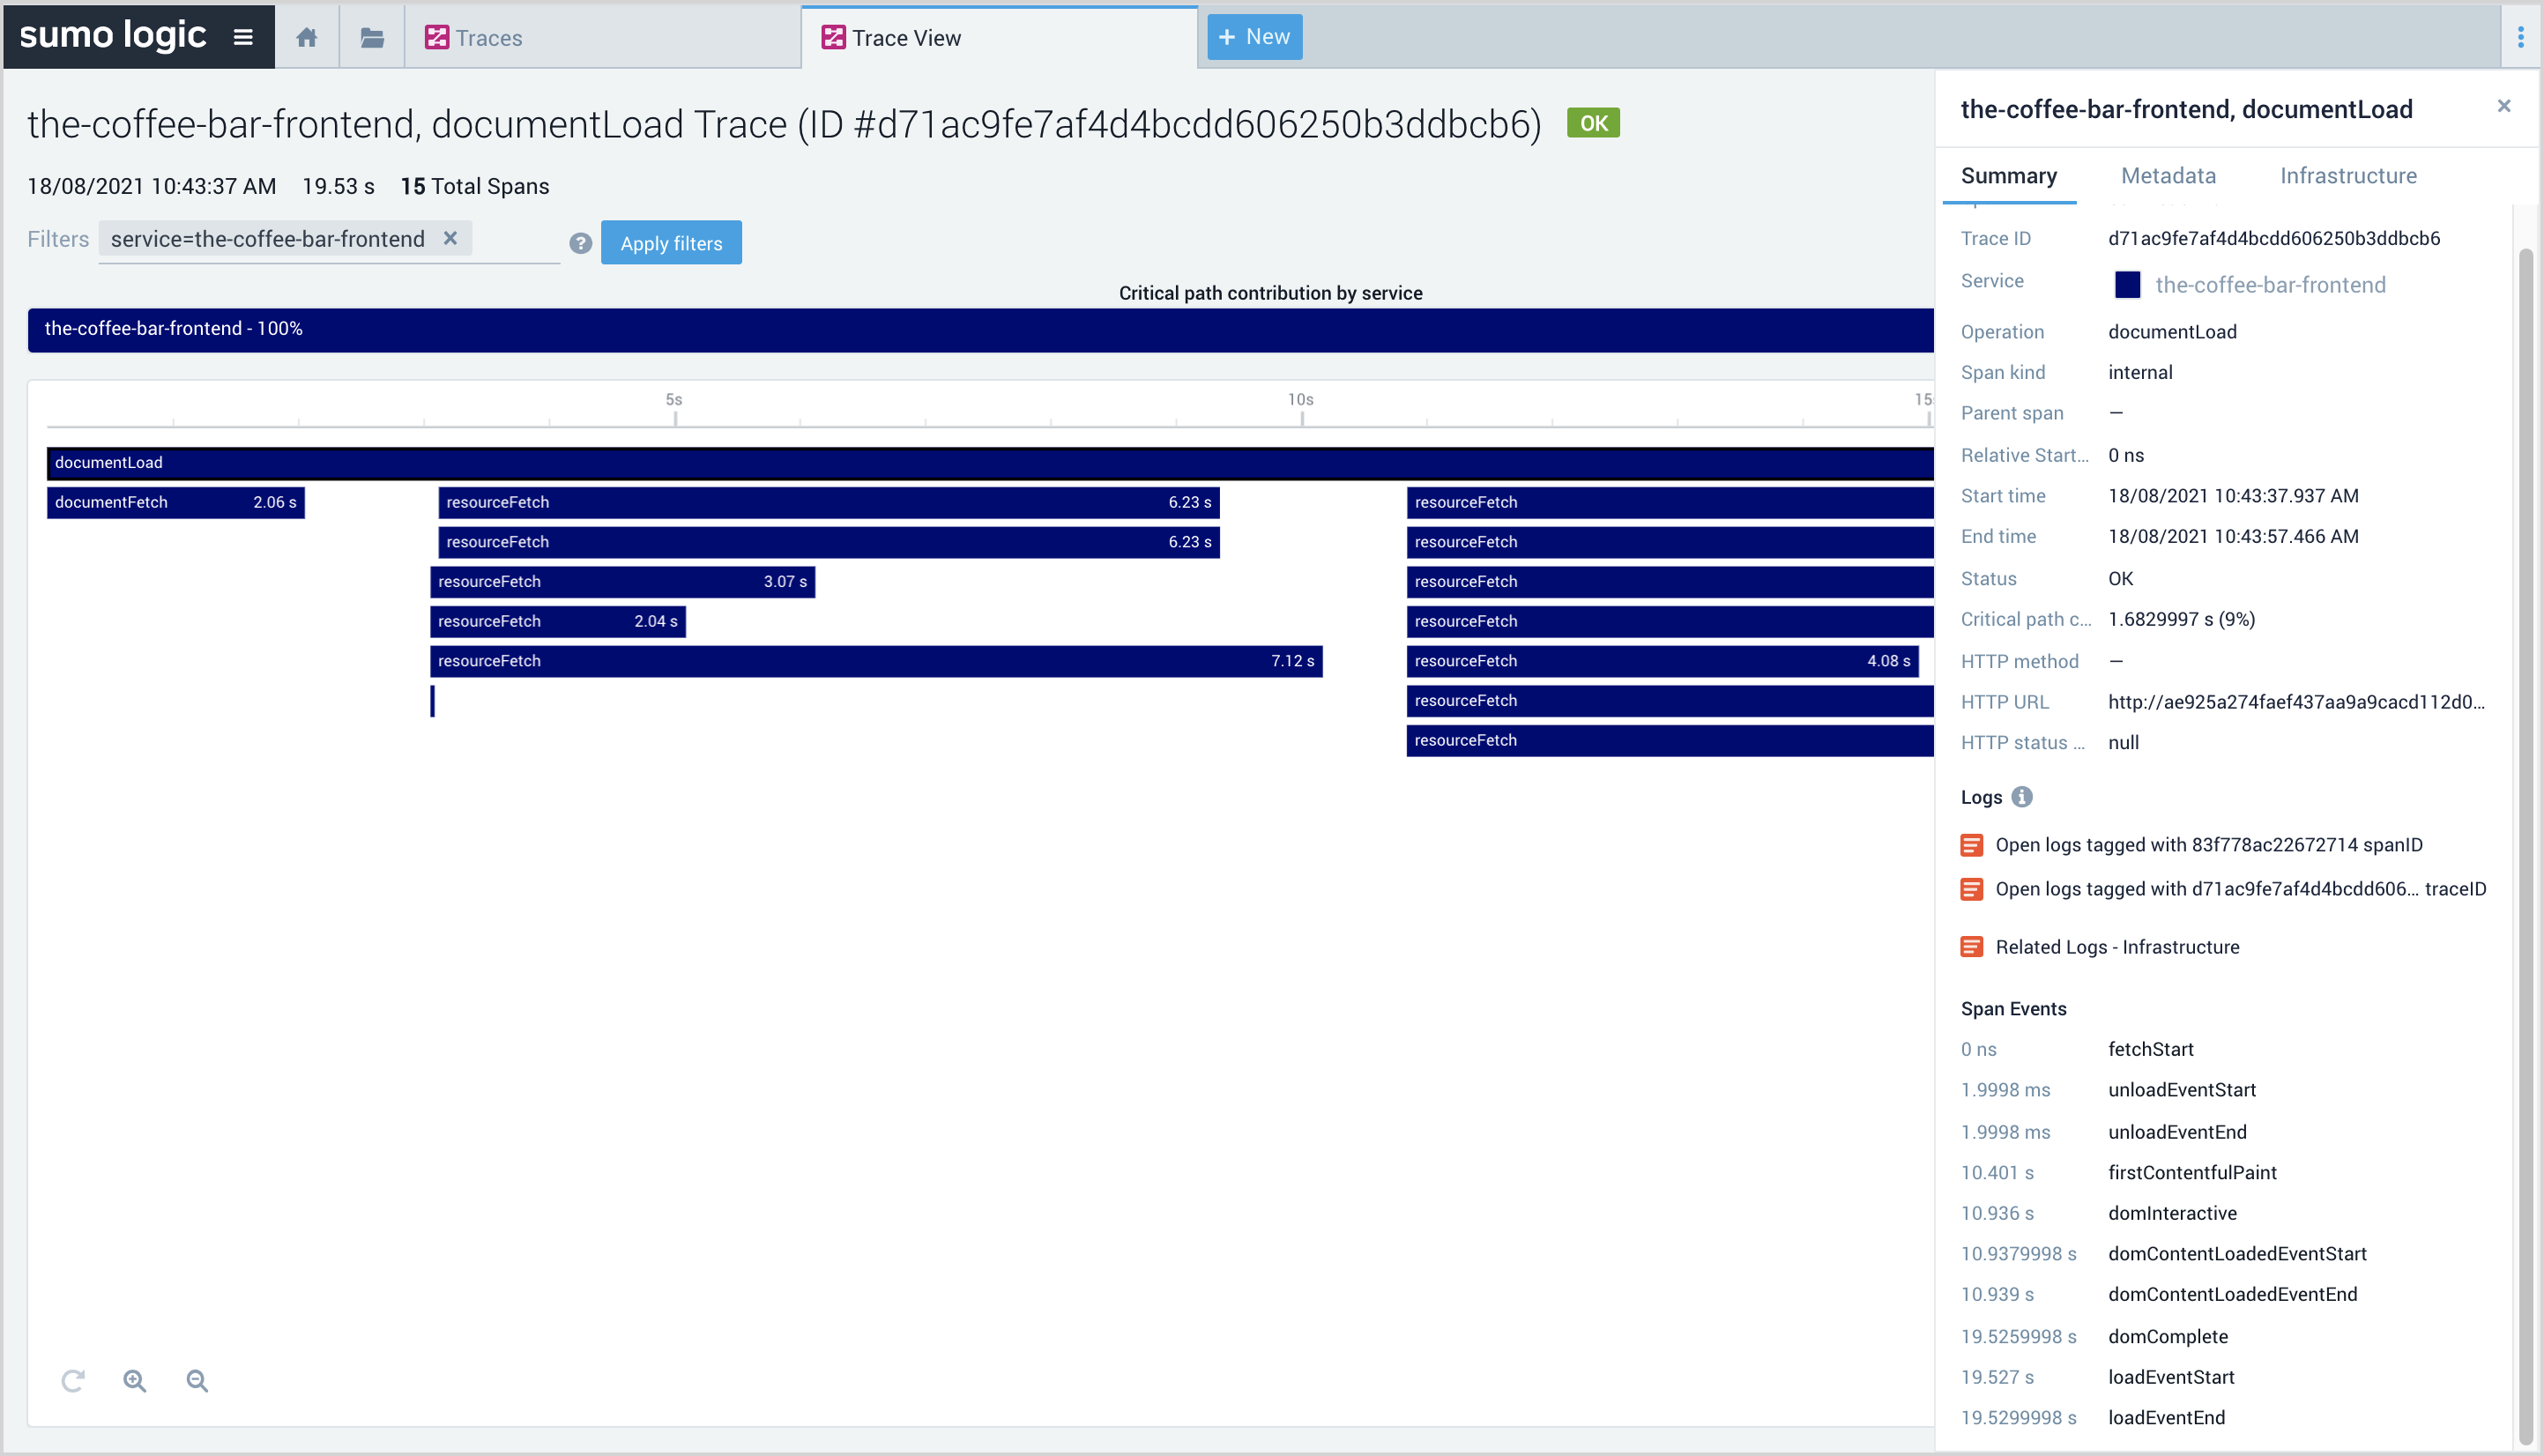 sumo logic
Traces
Trace View
+ New
the-coffee-bar-frontend, documentLoad Trace (ID #d71ac9fe7af4d4bcdd606250b3ddbcb6)
OK
18/08/2021 10:43:37 AM 19.53 s 15 Total Spans
Filters service=the-coffee-bar-frontend
Apply filters
Critical path contribution by service
the-coffee-bar-frontend - 100%
5s 10s 15
documentLoad
documentFetch 2.06 s resourceFetch 6.23 s resourceFetch
resourceFetch 6.23 s resourceFetch
resourceFetch 3.07 s resourceFetch
resourceFetch 2.04 s resourceFetch
resourceFetch 7.12 s resourceFetch 4.08 s
resourceFetch
resourceFetch
the-coffee-bar-frontend, documentLoad
Summary Metadata Infrastructure
Trace ID d71ac9fe7af4d4bcdd606250b3ddbcb6
Service the-coffee-bar-frontend
Operation documentLoad
Span kind internal
Parent span —
Relative Start... 0 ns
Start time 18/08/2021 10:43:37.937 AM
End time 18/08/2021 10:43:57.466 AM
Status OK
Critical path c... 1.6829997 s (9%)
HTTP method —
HTTP URL http://ae925a274faef437aa9a9cacd112d0...
HTTP status ... null
Logs
Open logs tagged with 83f778ac22672714 spanID
Open logs tagged with d71ac9fe7af4d4bcdd606... traceID
Related Logs - Infrastructure
Span Events
0 ns fetchStart
1.9998 ms unloadEventStart
1.9998 ms unloadEventEnd
10.401 s firstContentfulPaint
10.936 s domInteractive
10.9379998 s domContentLoadedEventStart
10.939 s domContentLoadedEventEnd
19.5259998 s domComplete
19.527 s loadEventStart
19.5299998 s loadEventEnd